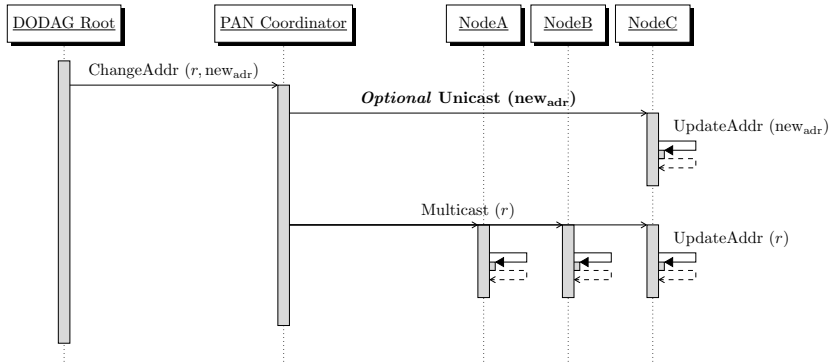 DODAG Root PAN Coordinator NodeA NodeB NodeC
ChangeAddr (r, new_adr)
Optional Unicast (new_adr)
UpdateAddr (new_adr)
Multicast (r)
UpdateAddr (r)